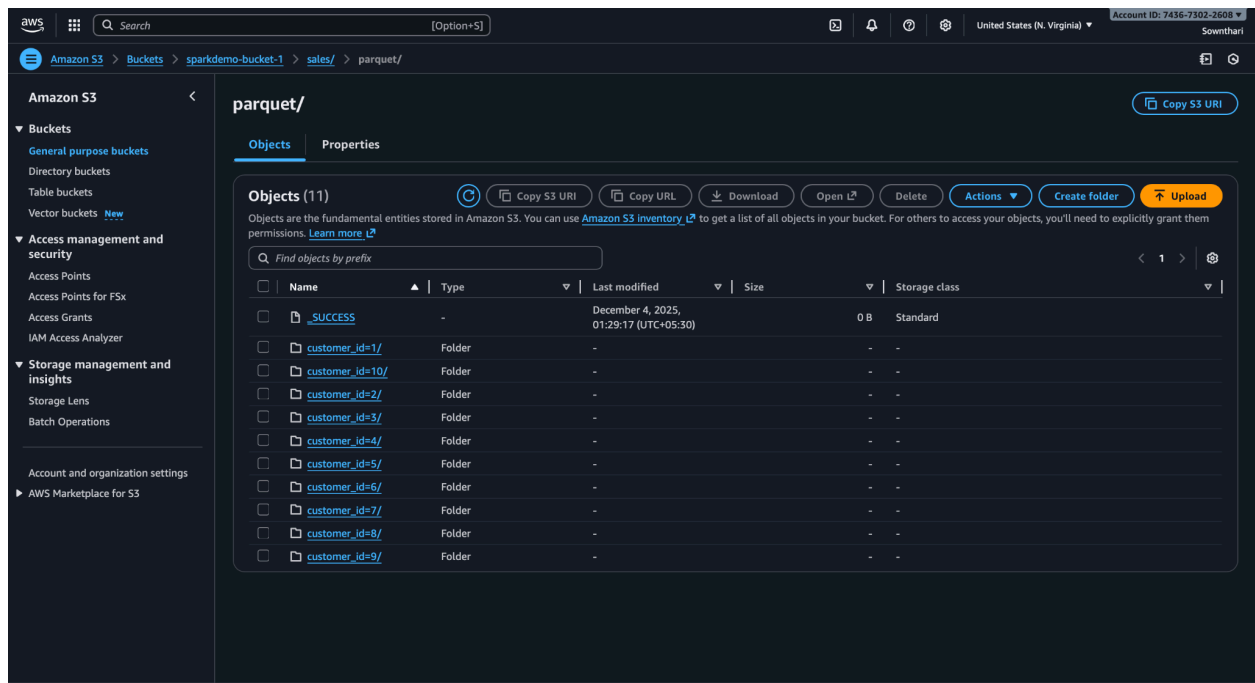 aws
Search
[Option+S]
United States (N. Virginia) ▼
Account ID: 7436-7302-2608 ▼
Sownthari
Amazon S3 > Buckets > sparkdemo-bucket-1 > sales/ > parquet/
Amazon S3
Buckets
General purpose buckets
Directory buckets
Table buckets
Vector buckets New
Access management and
security
Access Points
Access Points for FSx
Access Grants
IAM Access Analyzer
Storage management and
insights
Storage Lens
Batch Operations
Account and organization settings
AWS Marketplace for S3
parquet/
Copy S3 URI
Objects
Properties
Objects (11)
Copy S3 URI
Copy URL
Download
Open
Delete
Actions ▼
Create folder
Upload
Objects are the fundamental entities stored in Amazon S3. You can use Amazon S3 inventory to get a list of all objects in your bucket. For others to access your objects, you'll need to explicitly grant them
permissions. Learn more
Find objects by prefix
< 1 >
Name Type Last modified Size Storage class
_SUCCESS - December 4, 2025, 01:29:17 (UTC+05:30) 0 B Standard
customer_id=1/ Folder - - -
customer_id=10/ Folder - - -
customer_id=2/ Folder - - -
customer_id=3/ Folder - - -
customer_id=4/ Folder - - -
customer_id=5/ Folder - - -
customer_id=6/ Folder - - -
customer_id=7/ Folder - - -
customer_id=8/ Folder - - -
customer_id=9/ Folder - - -